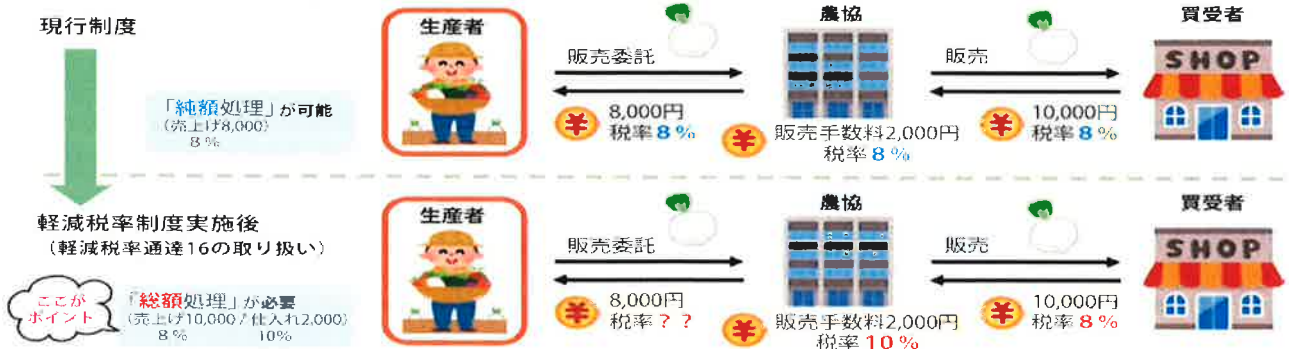 現行制度
「純額処理」が可能
(売上げ8,000)
8%
生産者
販売委託
8,000円
税率8%
農協
販売手数料2,000円
税率8%
販売
10,000円
税率8%
買受者
SHOP
軽減税率制度実施後
(軽減税率通達16の取り扱い)
ここが
ポイント
「総額処理」が必要
(売上げ10,000/仕入れ2,000)
8% 10%
生産者
販売委託
8,000円
税率??
農協
販売手数料2,000円
税率10%
販売
10,000円
税率8%
買受者
SHOP